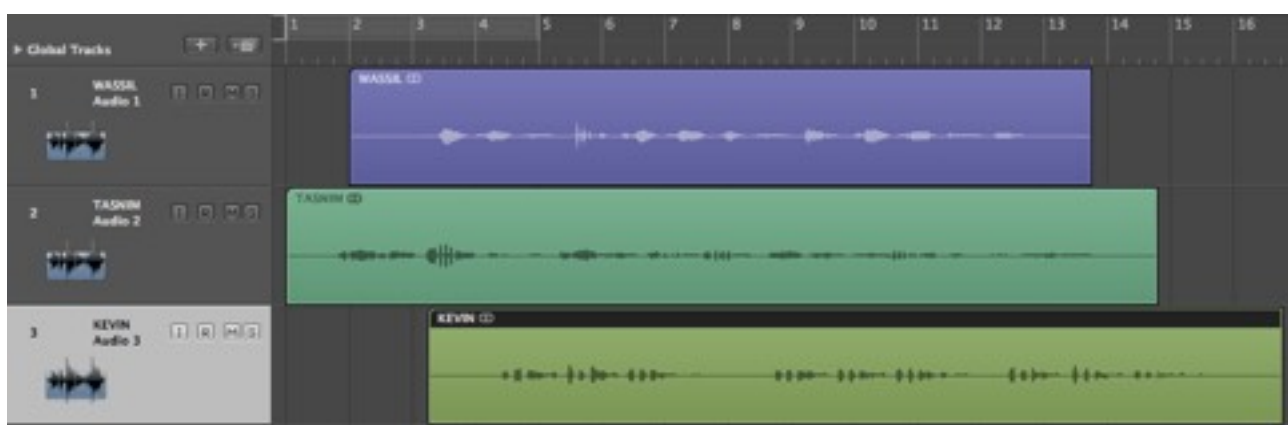 1 2 3 4 5 6 7 8 9 10 11 12 13 14 15 16
Global Tracks
1 WASSIL I R M S
Audio 1
WASSIL
2 TASNIM I R M S
Audio 2
TASNIM
3 KEVIN I R M S
Audio 3
KEVIN